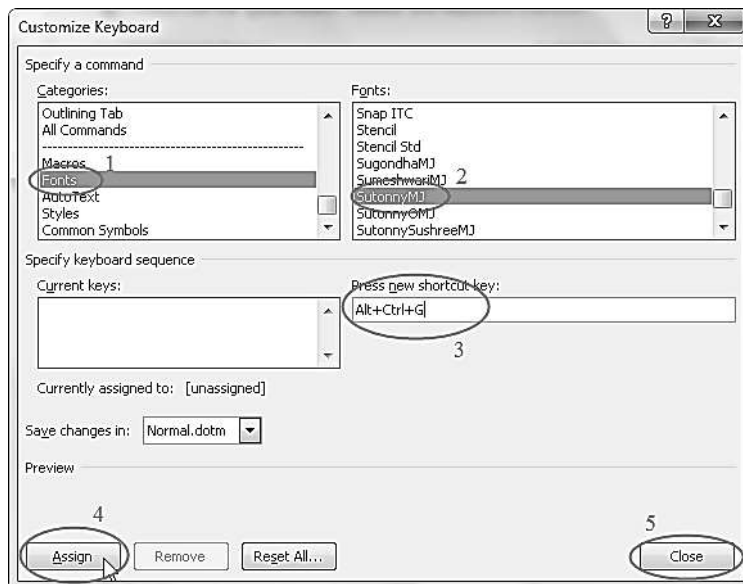 Customize Keyboard
Specify a command
Categories:
Fonts:
Outlining Tab
All Commands
Macros
Fonts
AutoText
Styles
Common Symbols
1
Snap ITC
Stencil
Stencil Std
SugondhaMJ
SumeshwariMJ
SutonnyMJ
SutonnyOMJ
SutonnySushreeMJ
2
Specify keyboard sequence
Current keys:
Press new shortcut key:
Alt+Ctrl+G
3
Currently assigned to: [unassigned]
Save changes in: Normal.dotm
Preview
4
5
Assign
Remove
Reset All...
Close